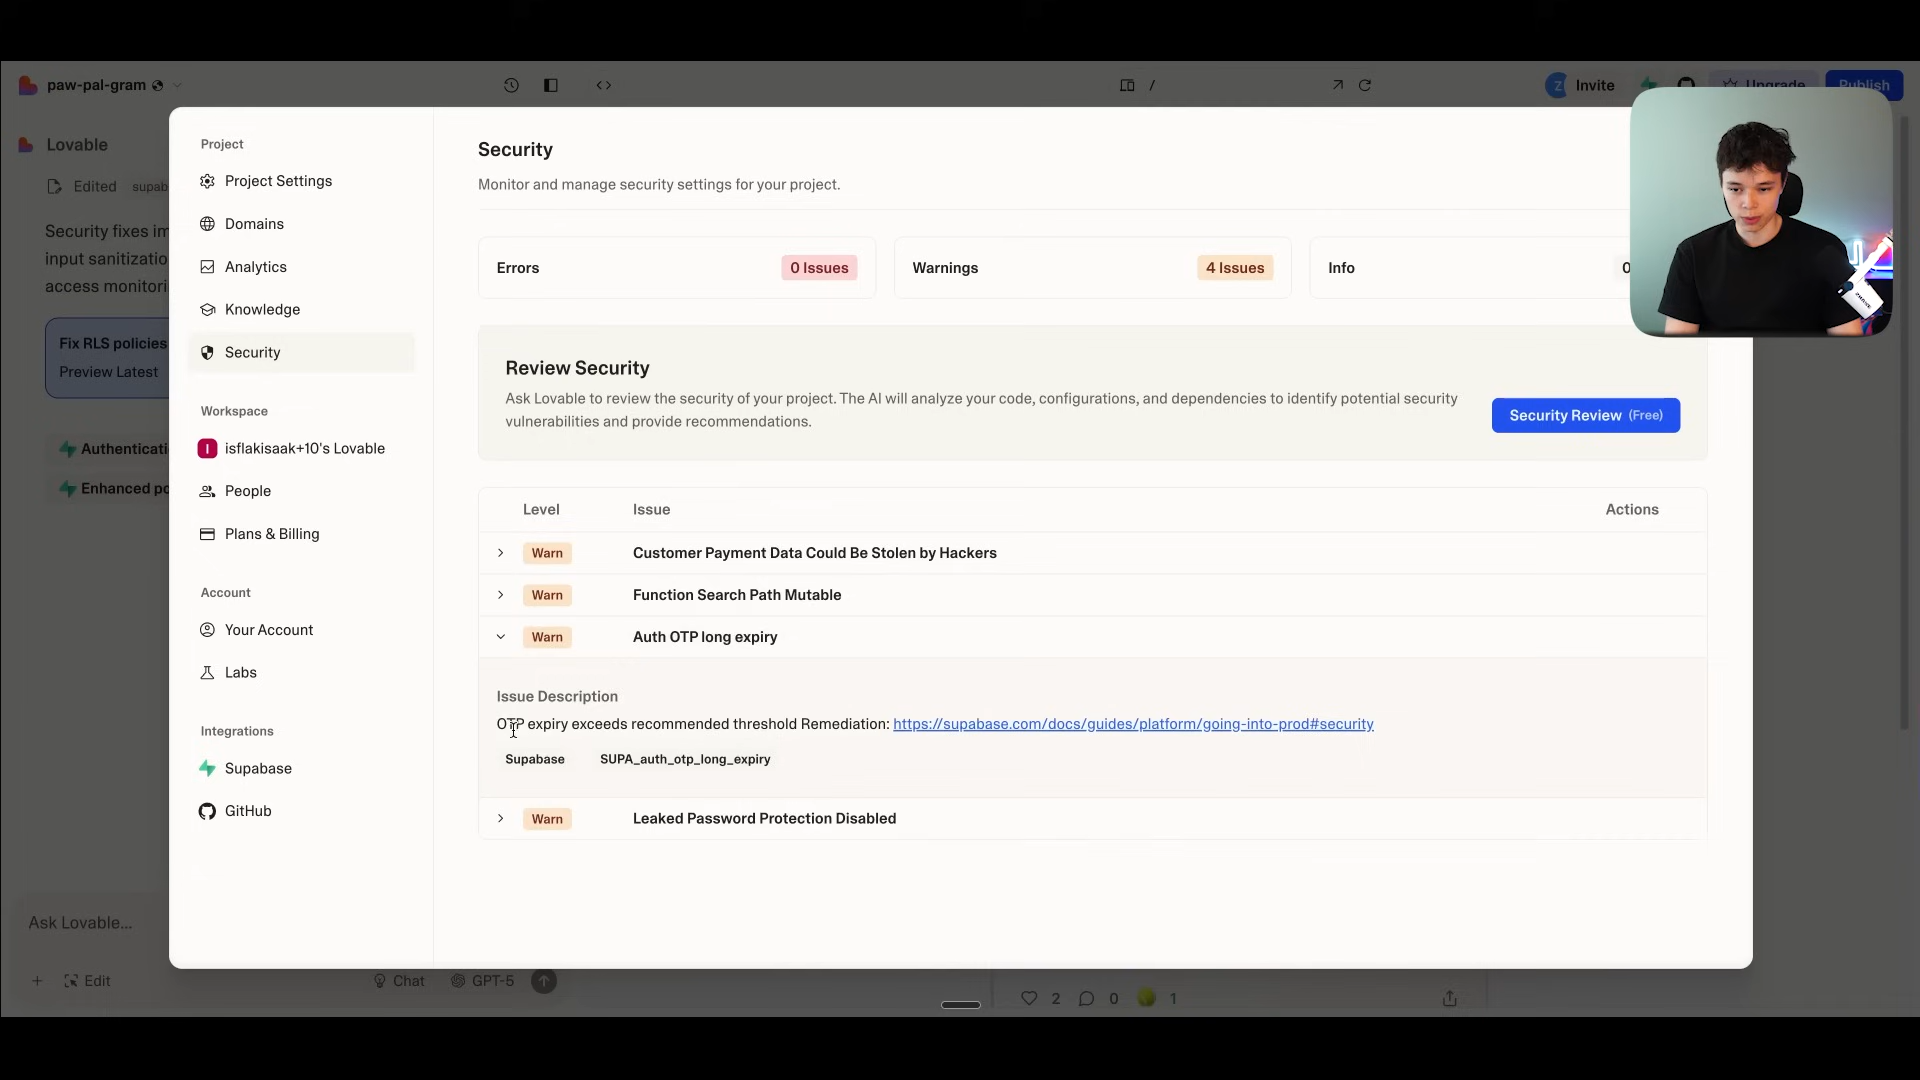 paw-pal-gram
/
Z Invite
Upgrade
Publish
Lovable
Edited supab
Security fixes im
input sanitizatio
access monitori
Fix RLS policies
Preview Latest
Authenticati
Enhanced po
Project
Project Settings
Domains
Analytics
Knowledge
Security
Workspace
I isflakisaak+10's Lovable
People
Plans & Billing
Account
Your Account
Labs
Integrations
Supabase
GitHub
Security
Monitor and manage security settings for your project.
Errors 0 Issues
Warnings 4 Issues
Info 0
Review Security
Ask Lovable to review the security of your project. The AI will analyze your code, configurations, and dependencies to identify potential security
vulnerabilities and provide recommendations.
Security Review (Free)
Level Issue Actions
Warn Customer Payment Data Could Be Stolen by Hackers
Warn Function Search Path Mutable
Warn Auth OTP long expiry
Issue Description
OTP expiry exceeds recommended threshold Remediation: https://supabase.com/docs/guides/platform/going-into-prod#security
Supabase SUPA_auth_otp_long_expiry
Warn Leaked Password Protection Disabled
Ask Lovable...
Edit
Chat GPT-5
2 0 1